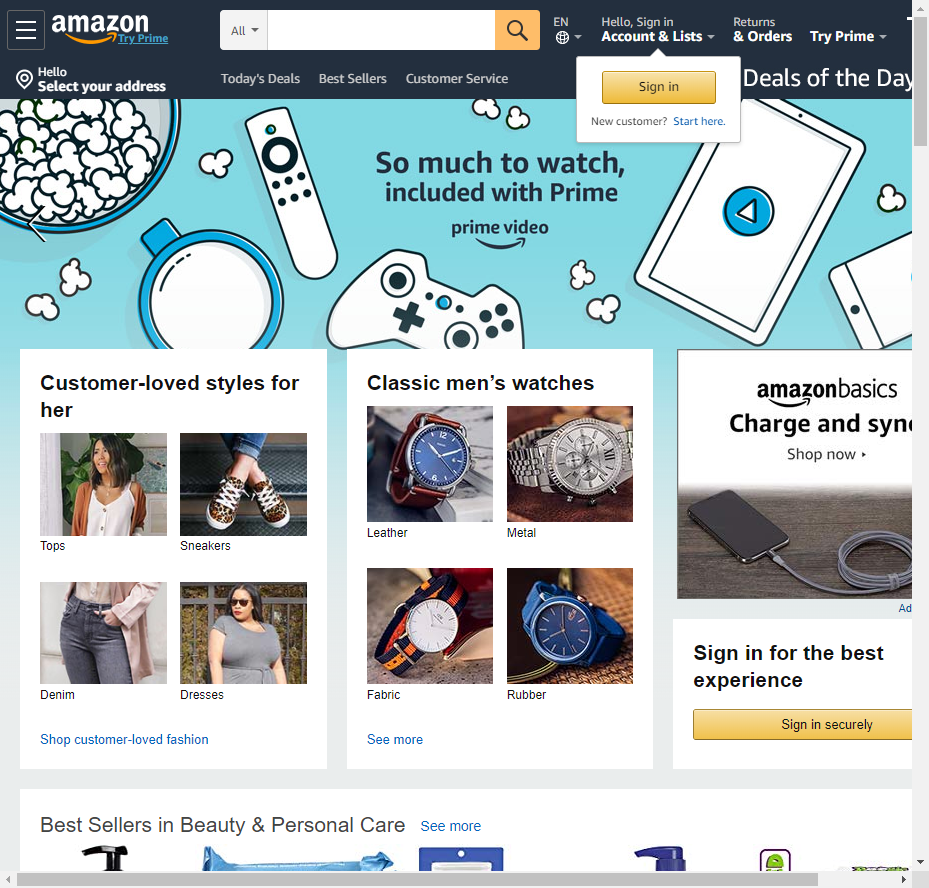 amazon
Try Prime
All
EN
Hello, Sign in
Account & Lists
Returns
& Orders
Try Prime
Hello
Select your address
Today's Deals
Best Sellers
Customer Service
Deals of the Day
Sign in
New customer? Start here.
So much to watch,
included with Prime
prime video
Customer-loved styles for
her
Tops
Sneakers
Denim
Dresses
Shop customer-loved fashion
Classic men’s watches
Leather
Metal
Fabric
Rubber
See more
amazonbasics
Charge and sync
Shop now
Ad
Sign in for the best
experience
Sign in securely
Best Sellers in Beauty & Personal Care
See more